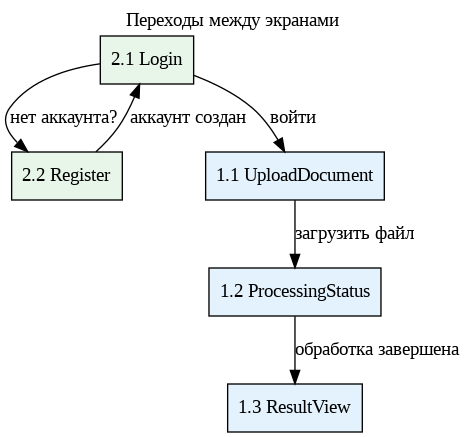 Переходы между экранами
2.1 Login
нет аккаунта?
аккаунт создан
войти
2.2 Register
1.1 UploadDocument
загрузить файл
1.2 ProcessingStatus
обработка завершена
1.3 ResultView